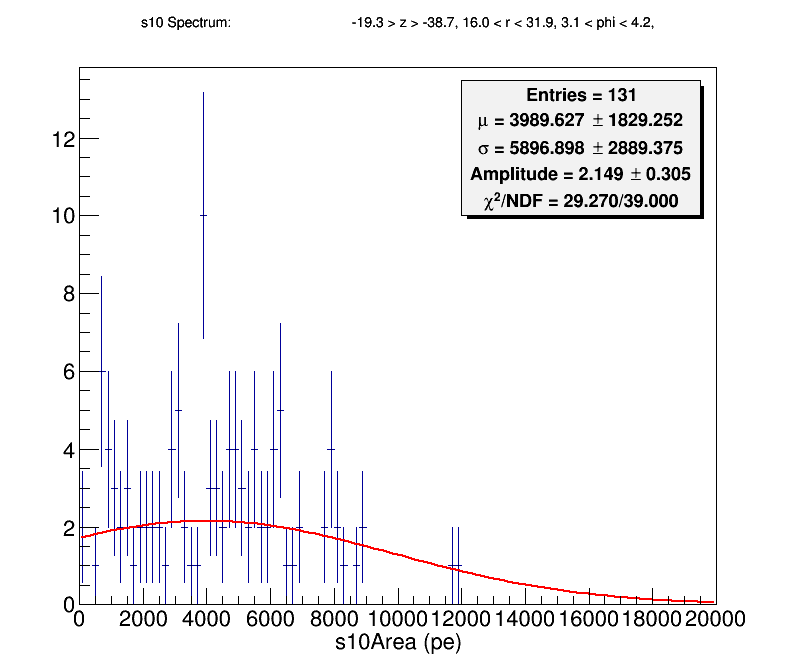 s10 Spectrum: -19.3 > z > -38.7, 16.0 < r < 31.9, 3.1 < phi < 4.2,
Entries = 131
μ = 3989.627 ± 1829.252
σ = 5896.898 ± 2889.375
Amplitude = 2.149 ± 0.305
χ²/NDF = 29.270/39.000
12
10
8
6
4
2
0
0 2000 4000 6000 8000 10000 12000 14000 16000 18000 20000
s10Area (pe)